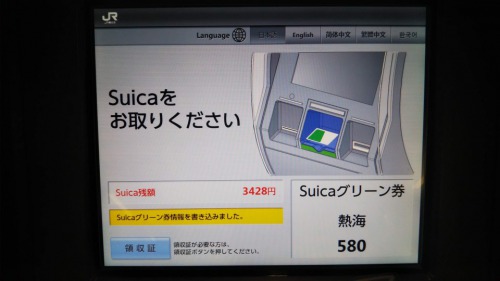 JR
Language 日本語 English 简体中文 繁體中文 한국어
Suicaを
お取りください
Suica残額 3428円
Suicaグリーン券情報を書き込みました。
領収証
領収証が必要な方は、
領収証ボタンを押してください。
Suicaグリーン券
熱海
580